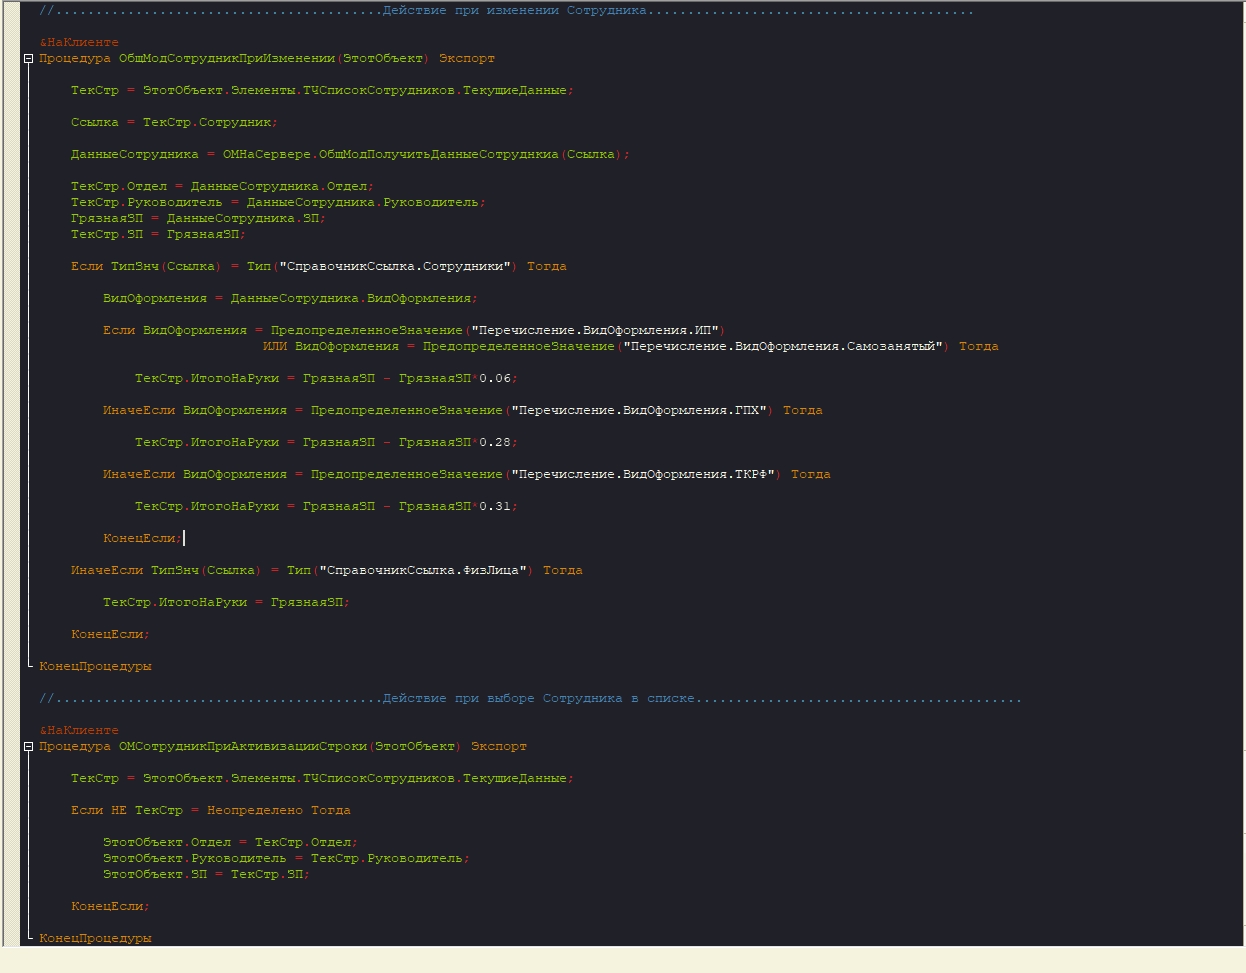 //.........................................Действие при изменении Сотрудника.........................................
&НаКлиенте
Процедура ОбщМодСотрудникПриИзменении(ЭтотОбъект) Экспорт
ТекСтр = ЭтотОбъект.Элементы.ТЧСписокСотрудников.ТекущиеДанные;
Ссылка = ТекСтр.Сотрудник;
ДанныеСотрудника = ОМНаСервере.ОбщМодПолучитьДанныеСотруднкиа(Ссылка);
ТекСтр.Отдел = ДанныеСотрудника.Отдел;
ТекСтр.Руководитель = ДанныеСотрудника.Руководитель;
ГрязнаяЗП = ДанныеСотрудника.ЗП;
ТекСтр.ЗП = ГрязнаяЗП;
Если ТипЗнч(Ссылка) = Тип("СправочникСсылка.Сотрудники") Тогда
ВидОформления = ДанныеСотрудника.ВидОформления;
Если ВидОформления = ПредопределенноеЗначение("Перечисление.ВидОформления.ИП")
ИЛИ ВидОформления = ПредопределенноеЗначение("Перечисление.ВидОформления.Самозанятый") Тогда
ТекСтр.ИтогоНаРуки = ГрязнаяЗП - ГрязнаяЗП*0.06;
ИначеЕсли ВидОформления = ПредопределенноеЗначение("Перечисление.ВидОформления.ГПХ") Тогда
ТекСтр.ИтогоНаРуки = ГрязнаяЗП - ГрязнаяЗП*0.28;
ИначеЕсли ВидОформления = ПредопределенноеЗначение("Перечисление.ВидОформления.ТКРФ") Тогда
ТекСтр.ИтогоНаРуки = ГрязнаяЗП - ГрязнаяЗП*0.31;
КонецЕсли;
ИначеЕсли ТипЗнч(Ссылка) = Тип("СправочникСсылка.ФизЛица") Тогда
ТекСтр.ИтогоНаРуки = ГрязнаяЗП;
КонецЕсли;
КонецПроцедуры
//.........................................Действие при выборе Сотрудника в списке.........................................
&НаКлиенте
Процедура ОМСотрудникПриАктивизацииСтроки(ЭтотОбъект) Экспорт
ТекСтр = ЭтотОбъект.Элементы.ТЧСписокСотрудников.ТекущиеДанные;
Если НЕ ТекСтр = Неопределено Тогда
ЭтотОбъект.Отдел = ТекСтр.Отдел;
ЭтотОбъект.Руководитель = ТекСтр.Руководитель;
ЭтотОбъект.ЗП = ТекСтр.ЗП;
КонецЕсли;
КонецПроцедуры